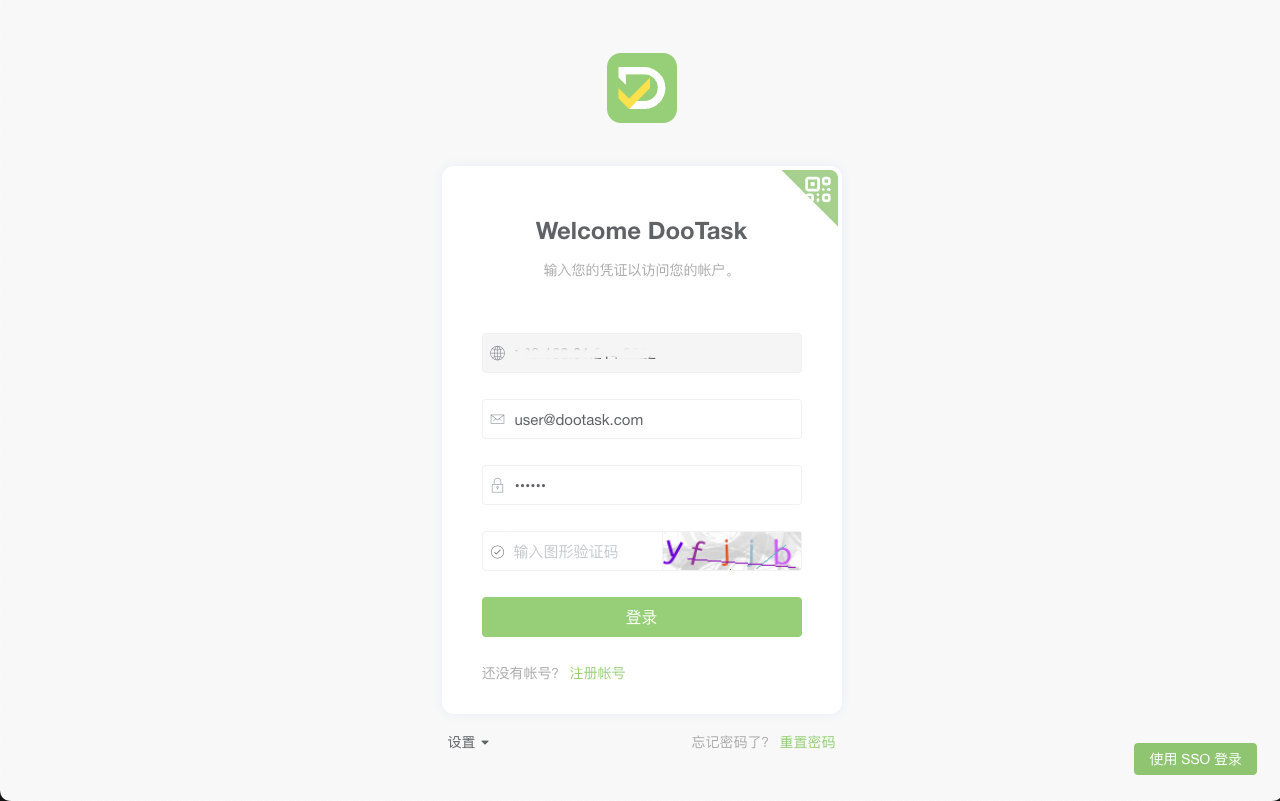 Welcome DooTask
输入您的凭证以访问您的帐户。
user@dootask.com
••••••
输入图形验证码
登录
还没有帐号? 注册帐号
设置
忘记密码了? 重置密码
使用 SSO 登录